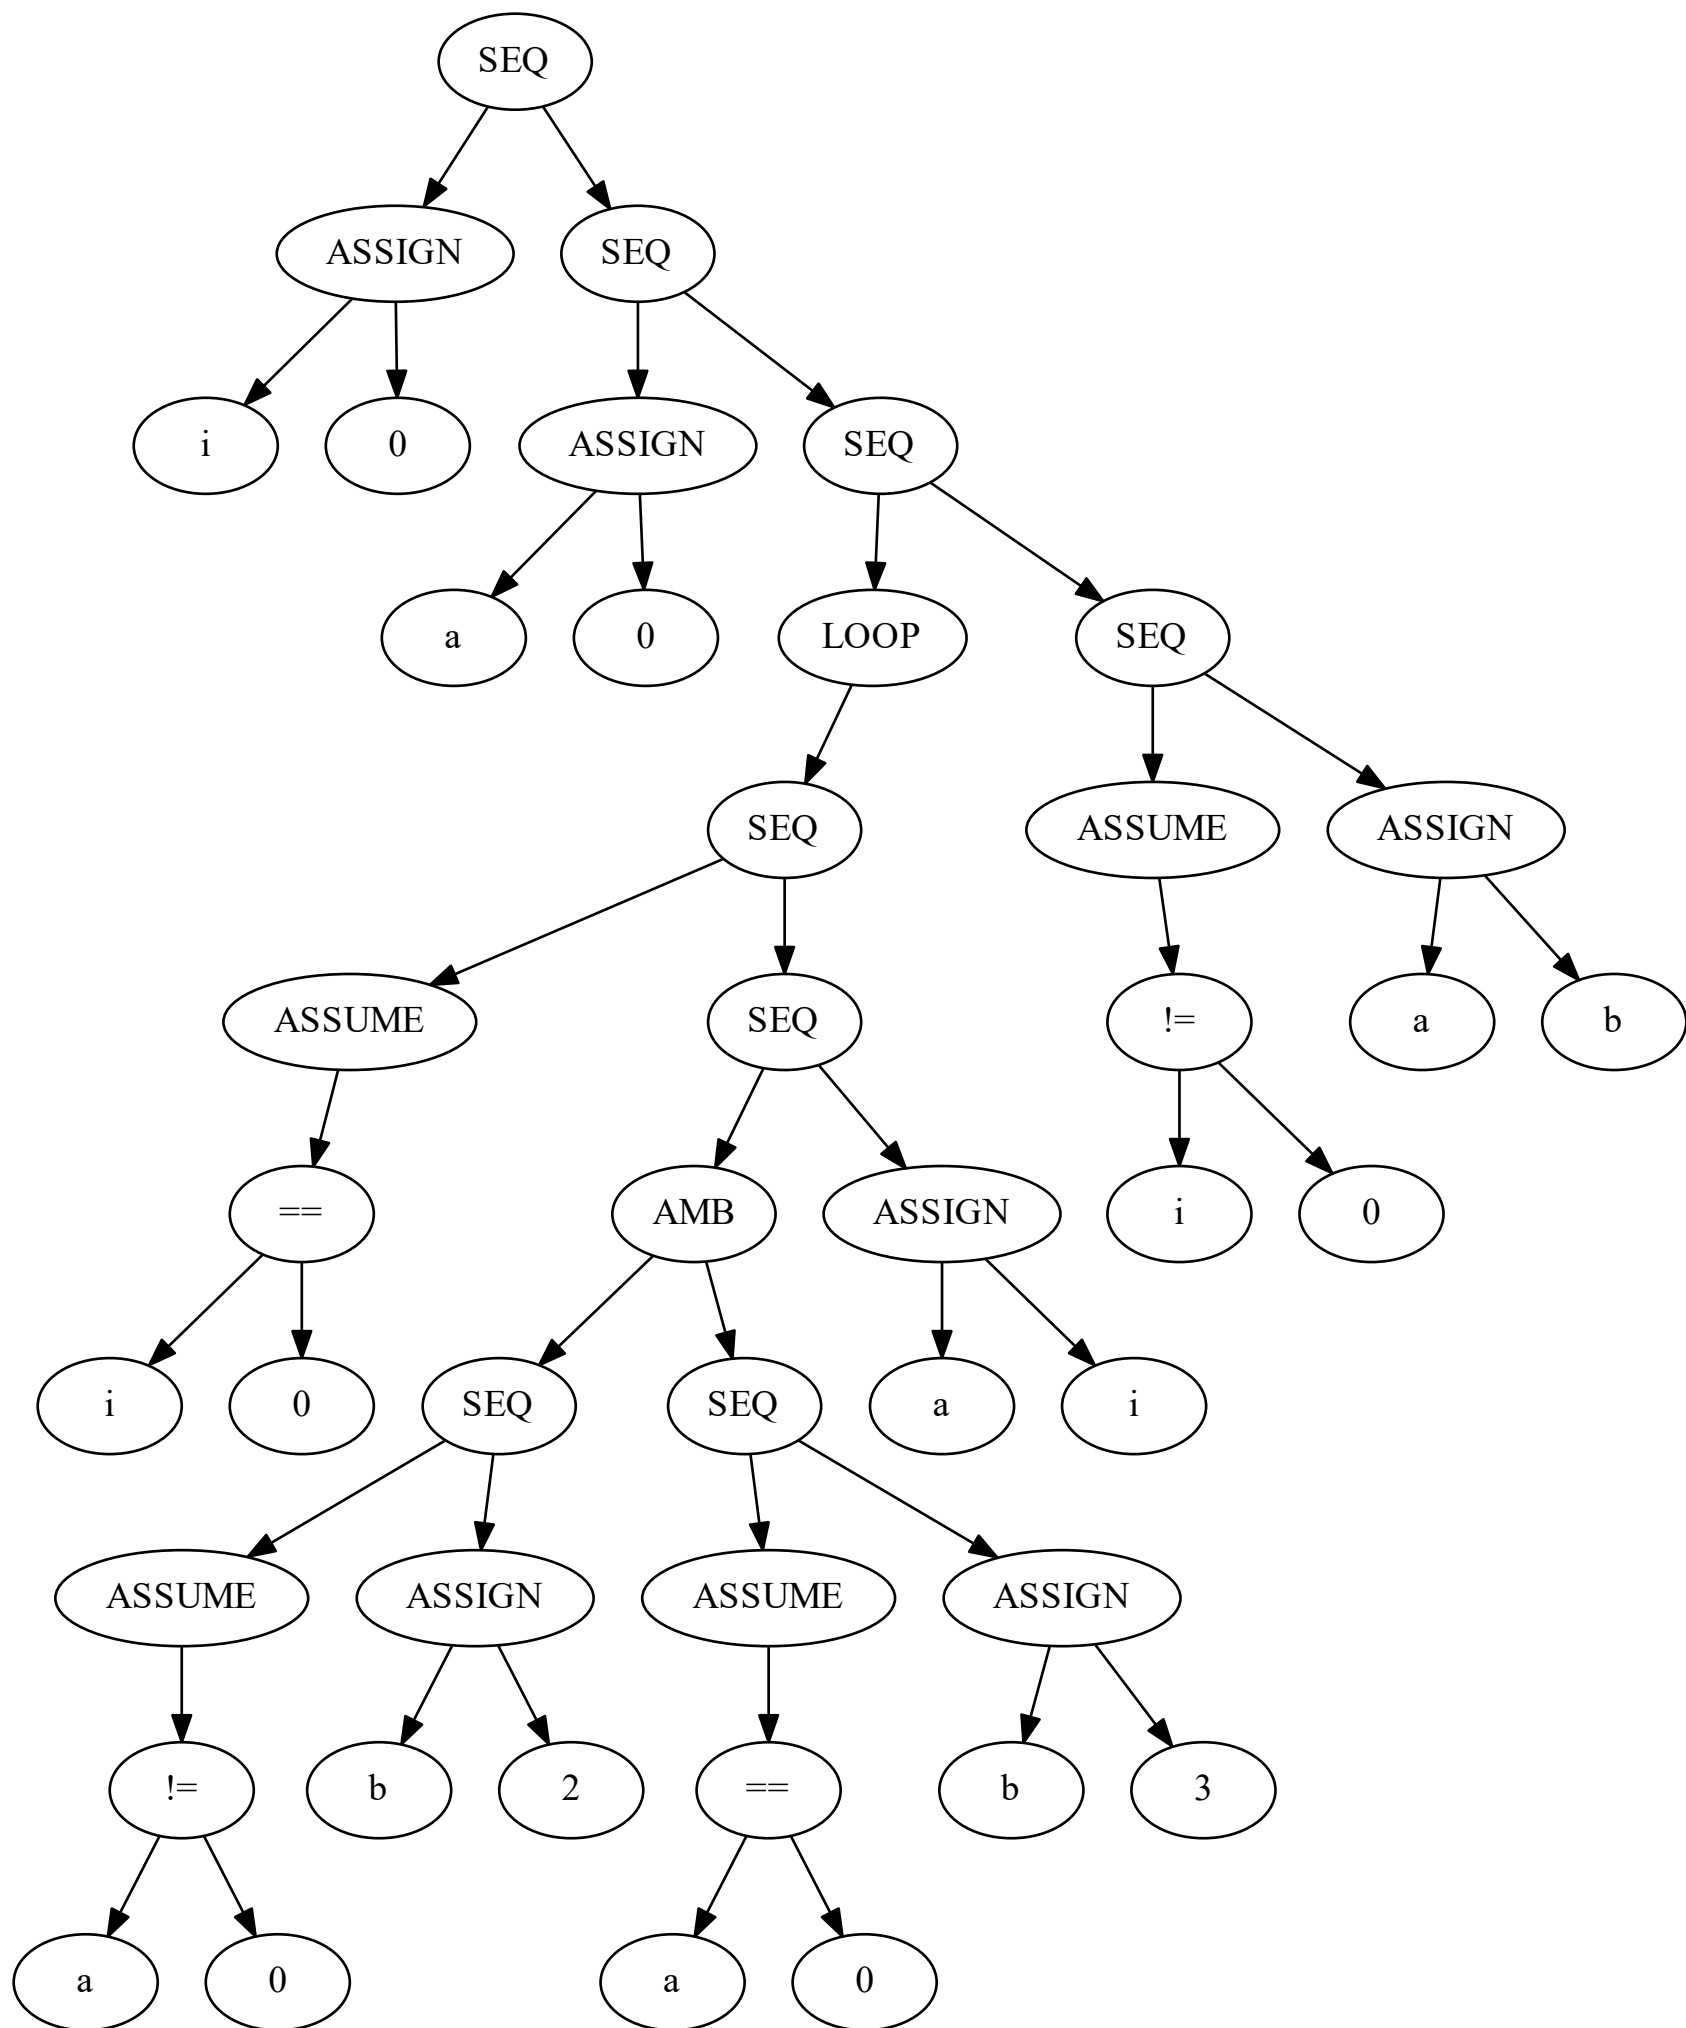 SEQ
ASSIGN SEQ
i 0 ASSIGN SEQ
a 0 LOOP SEQ
SEQ ASSUME ASSIGN
ASSUME SEQ != a b
== AMB ASSIGN i 0
i 0 SEQ SEQ a i
ASSUME ASSIGN ASSUME ASSIGN
!= b 2 == b 3
a 0 a 0